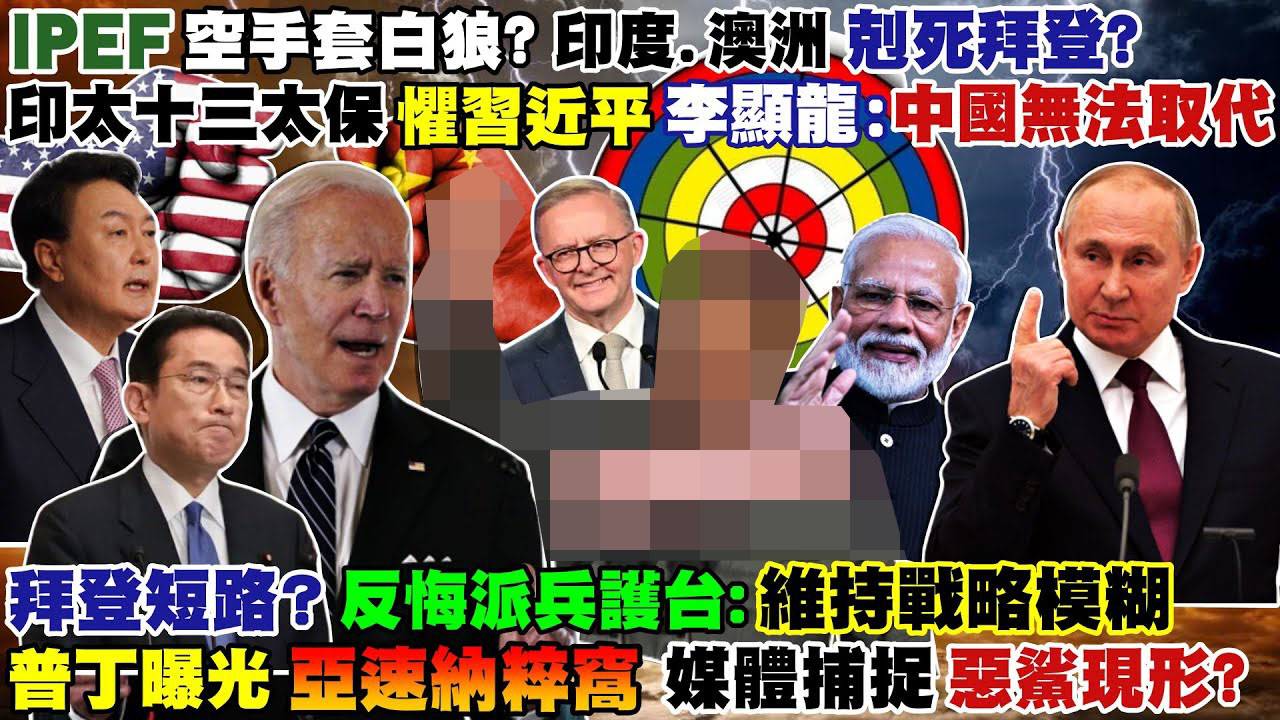 IPEF 空手套白狼? 印度.澳洲 剋死拜登?
印太十三太保 懼習近平 李顯龍:中國無法取代
拜登短路? 反悔派兵護台:維持戰略模糊
普丁曝光 亞速納粹窩 媒體捕捉 惡鯊現形?